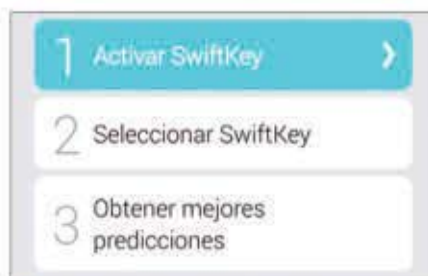 1 Activar SwiftKey
2 Seleccionar SwiftKey
3 Obtener mejores
predicciones